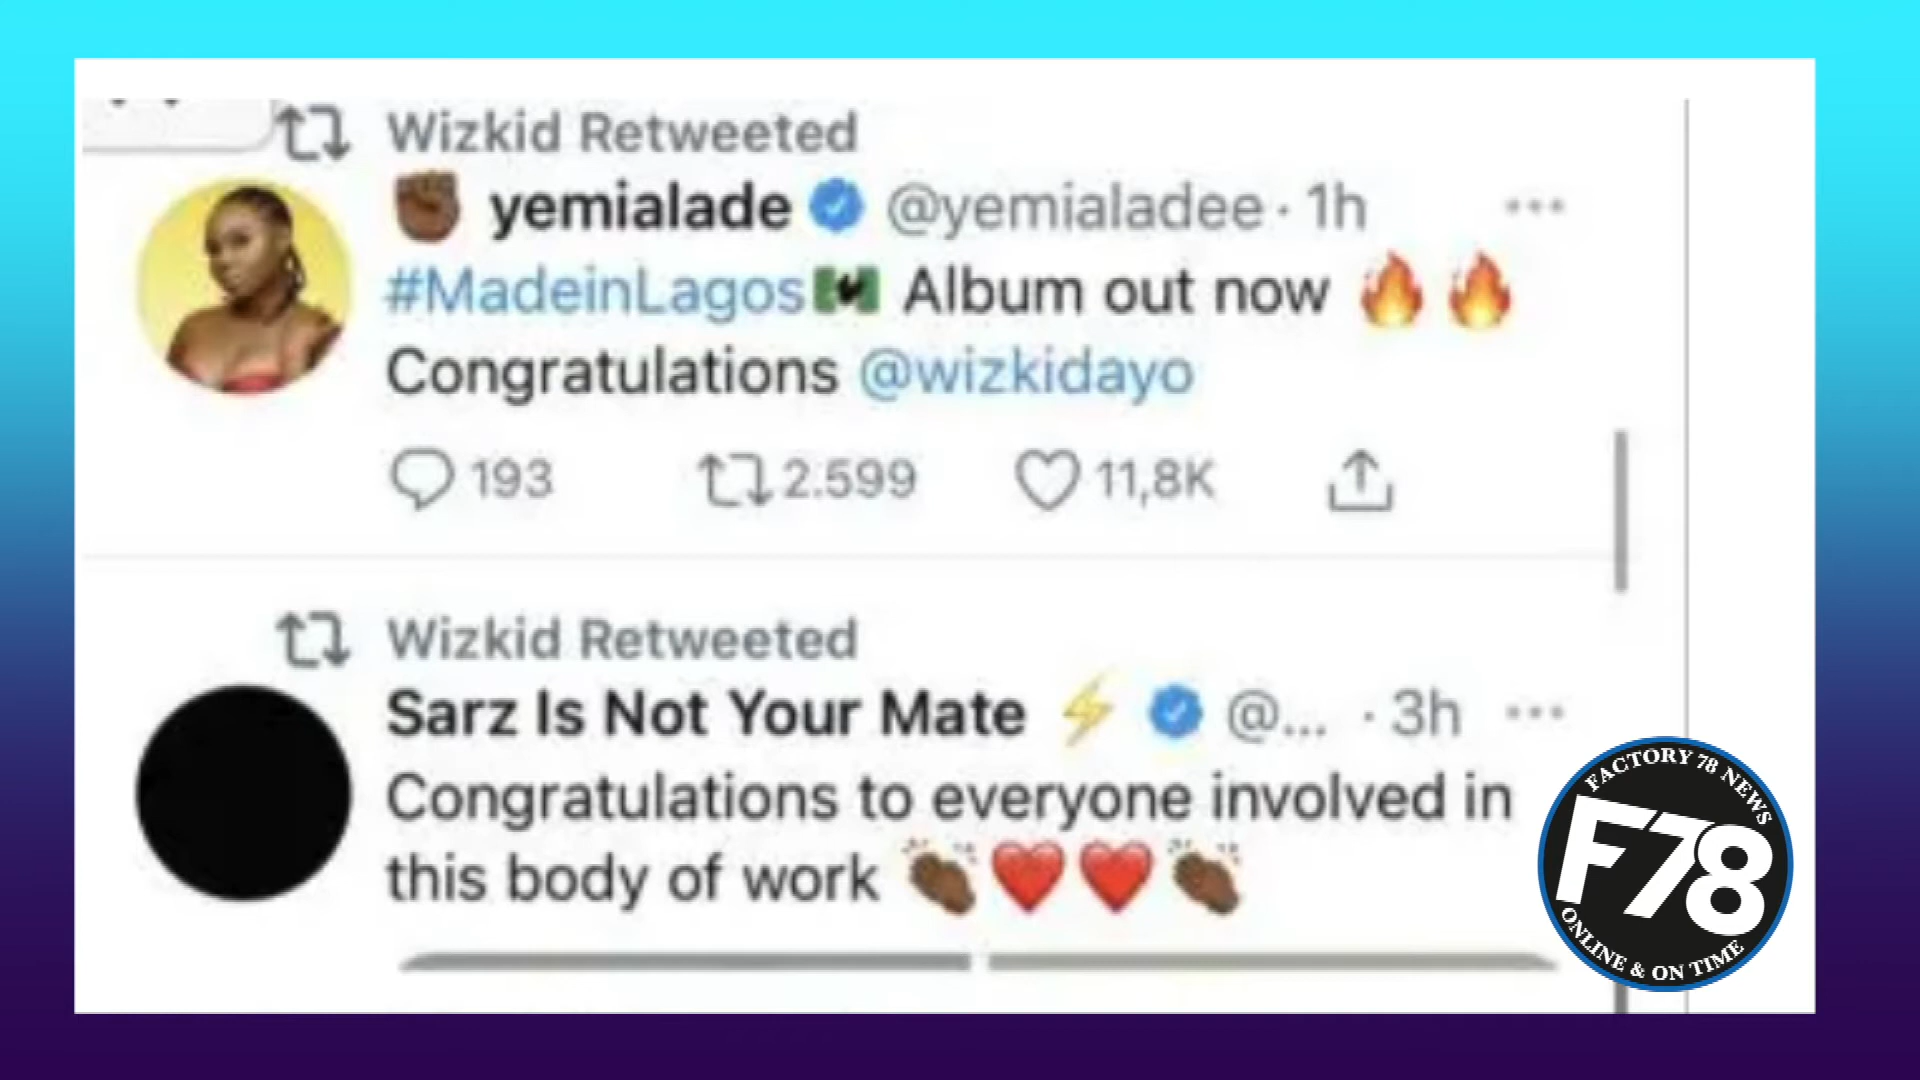 Wizkid Retweeted
✊🏾 yemialade @yemialadee · 1h ...
#MadeinLagos Album out now 🔥 🔥
Congratulations @wizkidayo
193 2.599 11,8K
Wizkid Retweeted
Sarz Is Not Your Mate ⚡ @... · 3h ...
Congratulations to everyone involved in
this body of work 👏🏾❤️❤️👏🏾
FACTORY 78 NEWS
F78
ONLINE & ON TIME